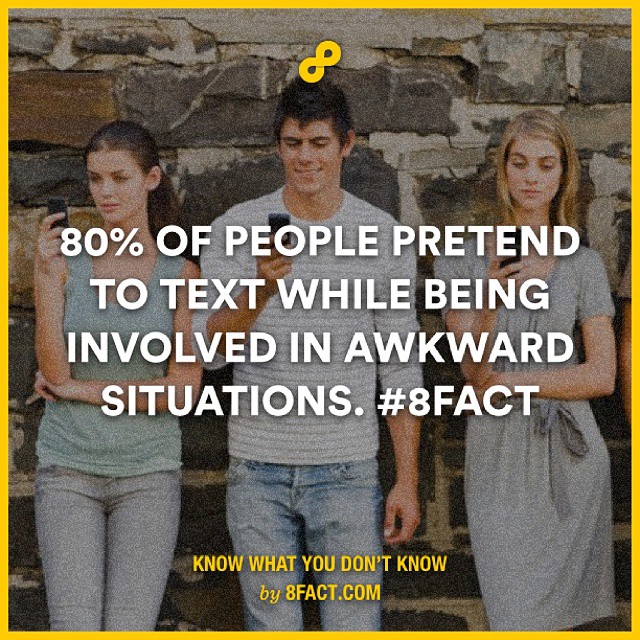 80% OF PEOPLE PRETEND
TO TEXT WHILE BEING
INVOLVED IN AWKWARD
SITUATIONS. #8FACT
KNOW WHAT YOU DON'T KNOW
by 8FACT.COM